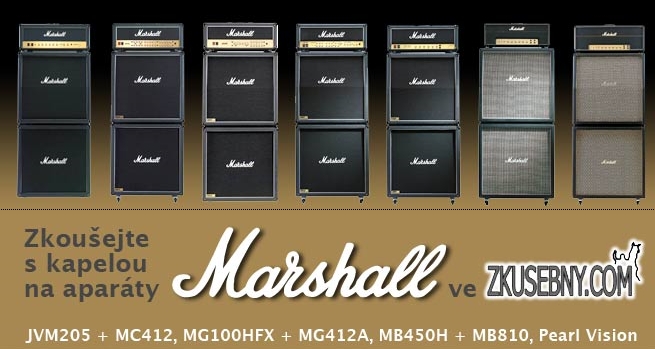 Marshall Marshall Marshall Marshall Marshall Marshall Marshall
Marshall Marshall Marshall Marshall Marshall Marshall Marshall
Zkoušejte
s kapelou
na aparáty Marshall ve ZKUSEBNY.COM
JVM205 + MC412, MG100HFX + MG412A, MB450H + MB810, Pearl Vision